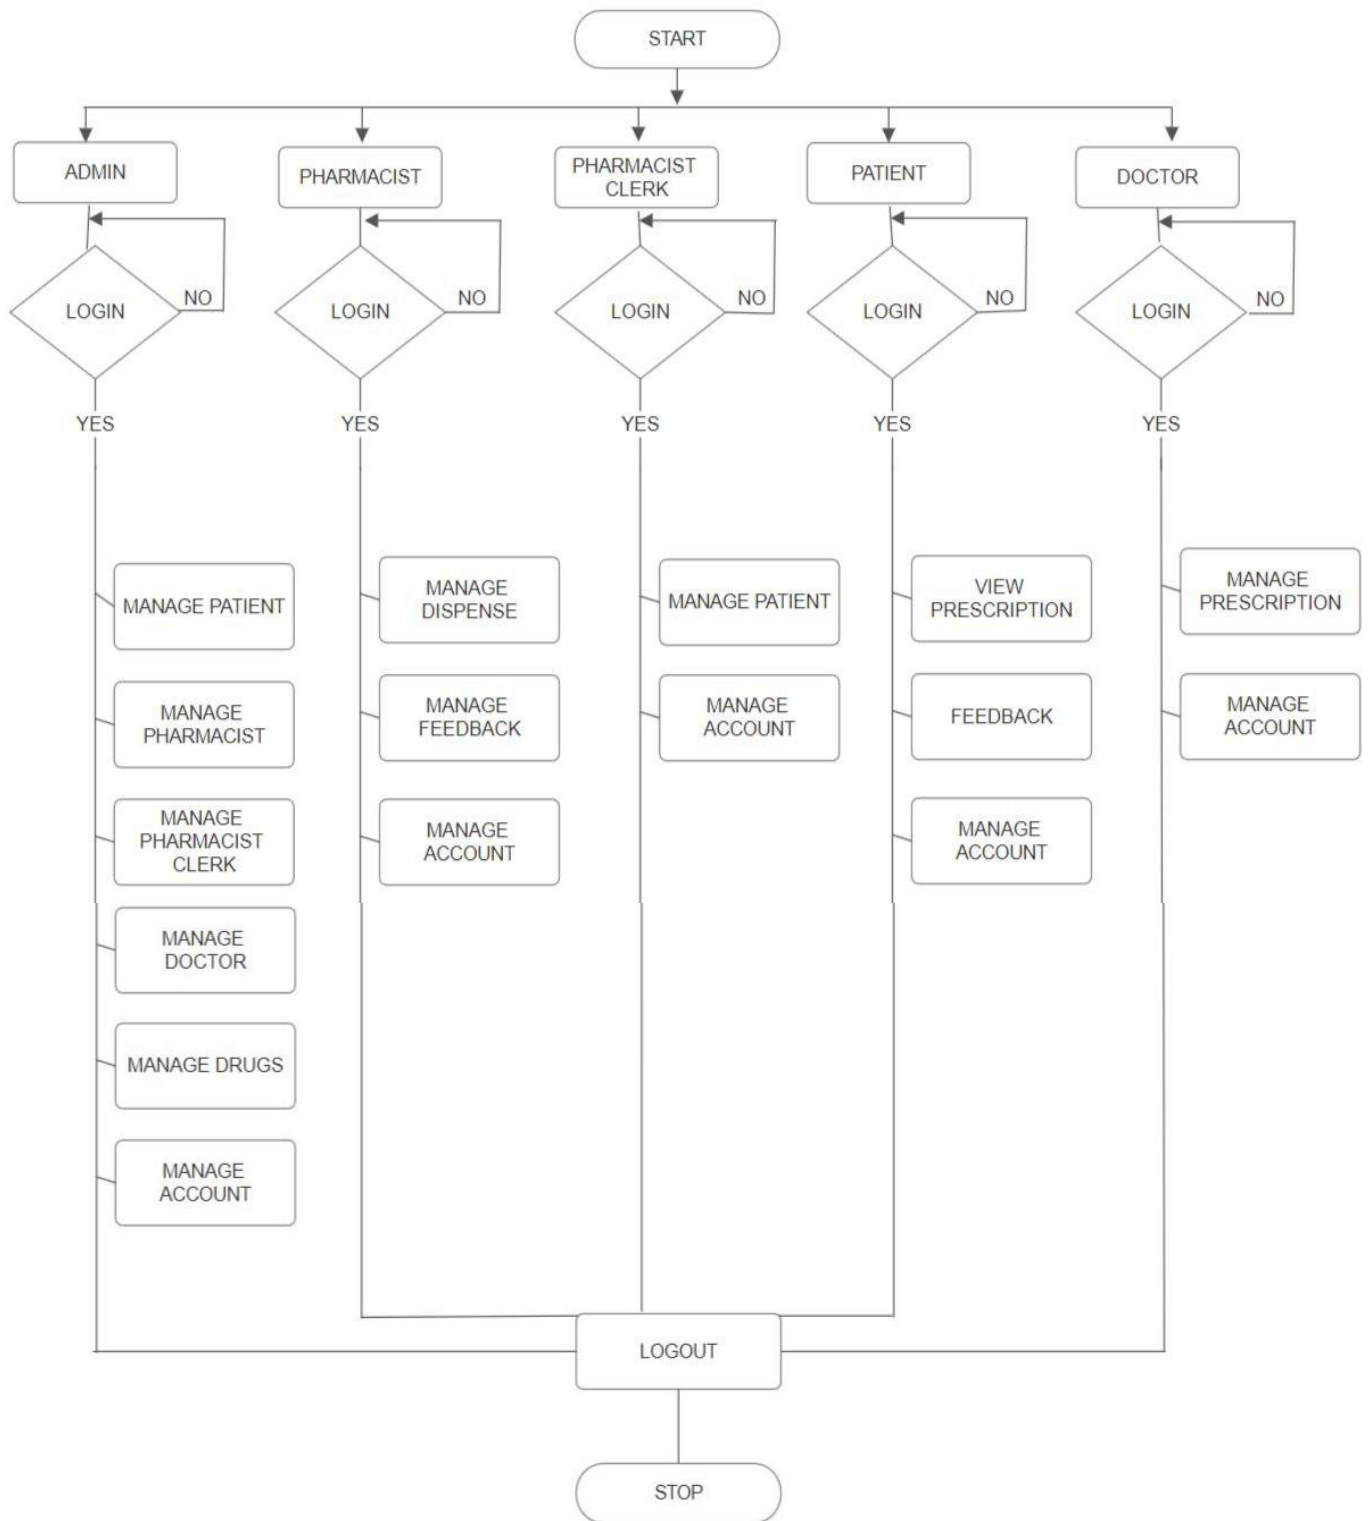 START
ADMIN
PHARMACIST
PHARMACIST
CLERK
PATIENT
DOCTOR
LOGIN
NO
LOGIN
NO
LOGIN
NO
LOGIN
NO
LOGIN
NO
YES
YES
YES
YES
YES
MANAGE PATIENT
MANAGE
PHARMACIST
MANAGE
PHARMACIST
CLERK
MANAGE
DOCTOR
MANAGE DRUGS
MANAGE
ACCOUNT
MANAGE
DISPENSE
MANAGE
FEEDBACK
MANAGE
ACCOUNT
MANAGE PATIENT
MANAGE
ACCOUNT
VIEW
PRESCRIPTION
FEEDBACK
MANAGE
ACCOUNT
MANAGE
PRESCRIPTION
MANAGE
ACCOUNT
LOGOUT
STOP